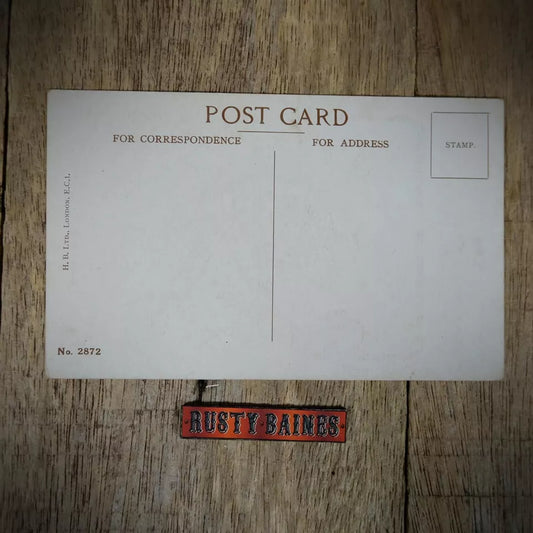 POST CARD
FOR CORRESPONDENCE
FOR ADDRESS
STAMP.
H. B. LTD., LONDON, E.C.1.
No. 2872
RUSTY BAINES